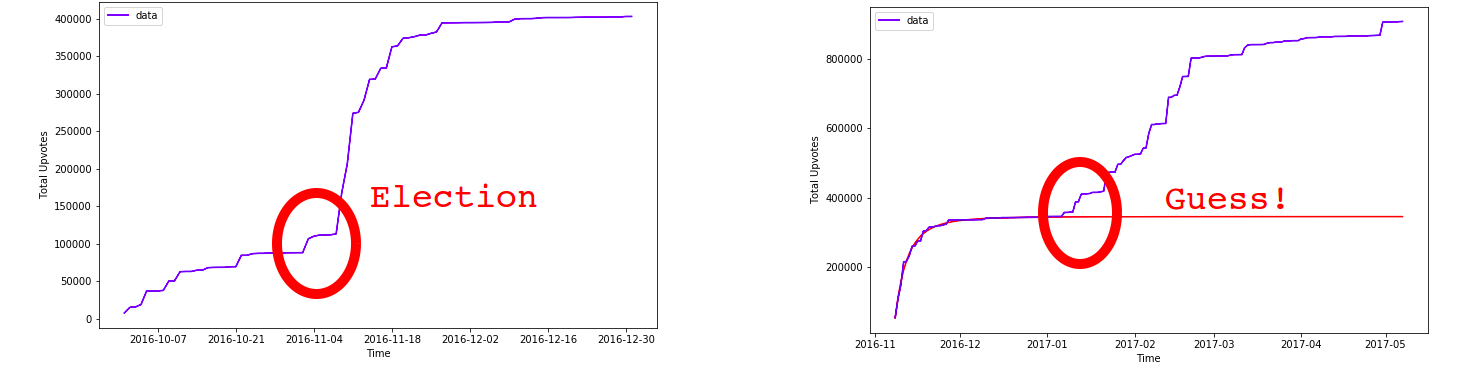 data
400000
350000
300000
250000
200000
150000
100000
50000
0
Total Upvotes
Election
2016-10-07 2016-10-21 2016-11-04 2016-11-18 2016-12-02 2016-12-16 2016-12-30
Time
data
800000
600000
400000
200000
Total Upvotes
Guess!
2016-11 2016-12 2017-01 2017-02 2017-03 2017-04 2017-05
Time